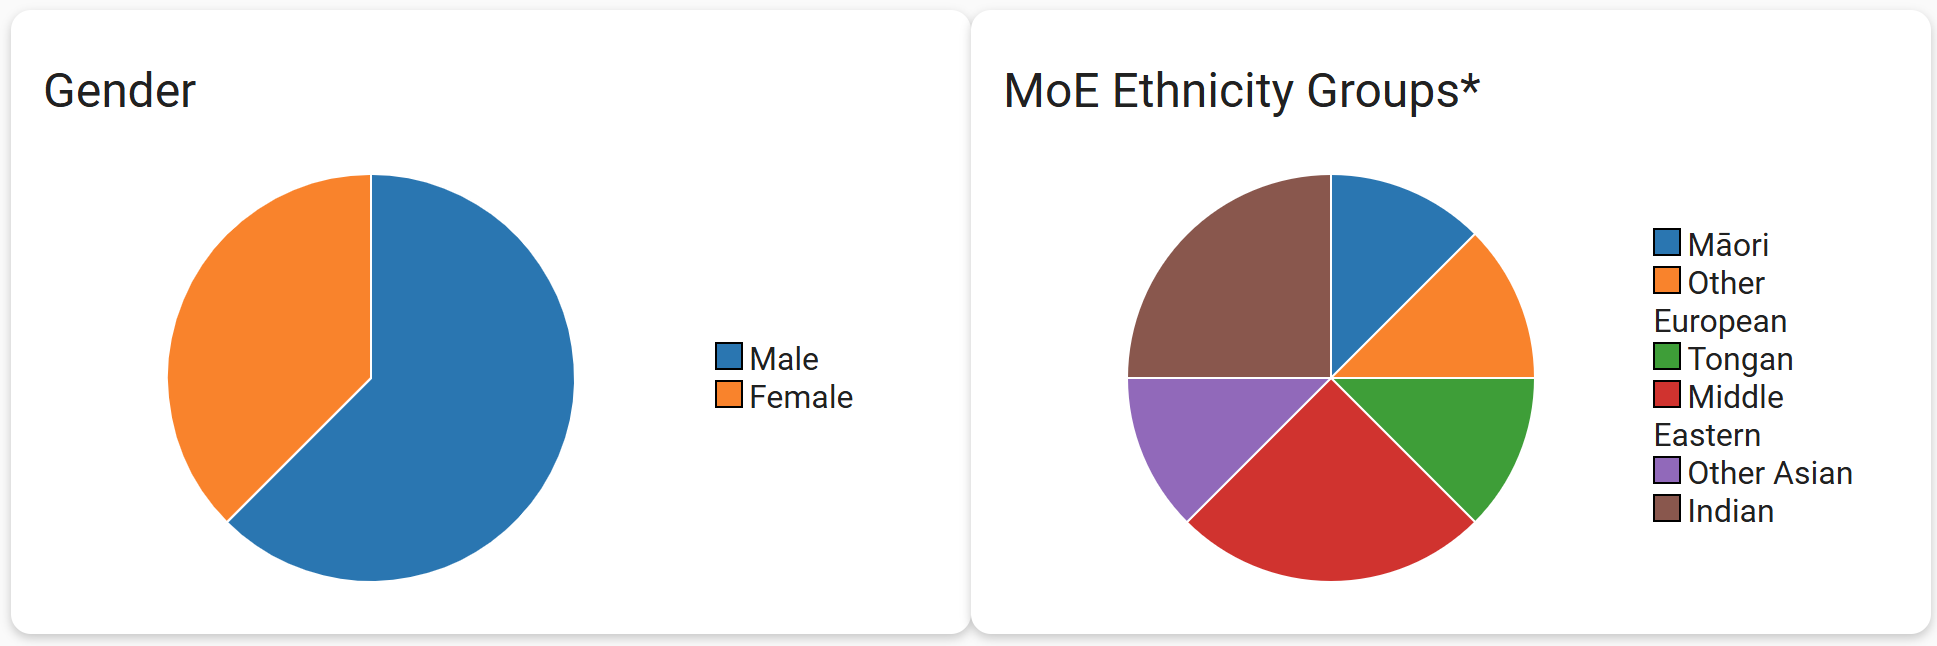 Gender
Male
Female
MoE Ethnicity Groups*
Māori
Other
European
Tongan
Middle
Eastern
Other Asian
Indian